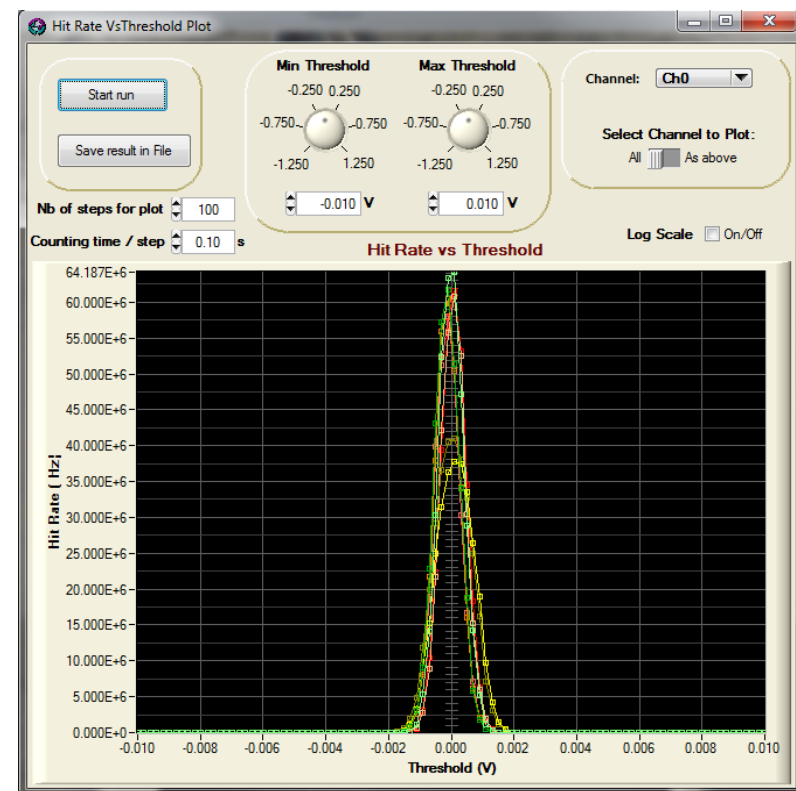 Hit Rate VsThreshold Plot
Start run
Save result in File
Nb of steps for plot 100
Counting time / step 0.10 s
Min Threshold
-0.250 0.250
-0.750 -0.750
-1.250 1.250
-0.010 V
Max Threshold
-0.250 0.250
-0.750 -0.750
-1.250 1.250
0.010 V
Channel: Ch0
Select Channel to Plot:
All As above
Log Scale On/Off
Hit Rate vs Threshold
64.187E+6
60.000E+6
55.000E+6
50.000E+6
45.000E+6
40.000E+6
35.000E+6
30.000E+6
25.000E+6
20.000E+6
15.000E+6
10.000E+6
5.000E+6
0.000E+0
Hit Rate ( Hz¦
-0.010 -0.008 -0.006 -0.004 -0.002 0.000 0.002 0.004 0.006 0.008 0.010
Threshold (V)